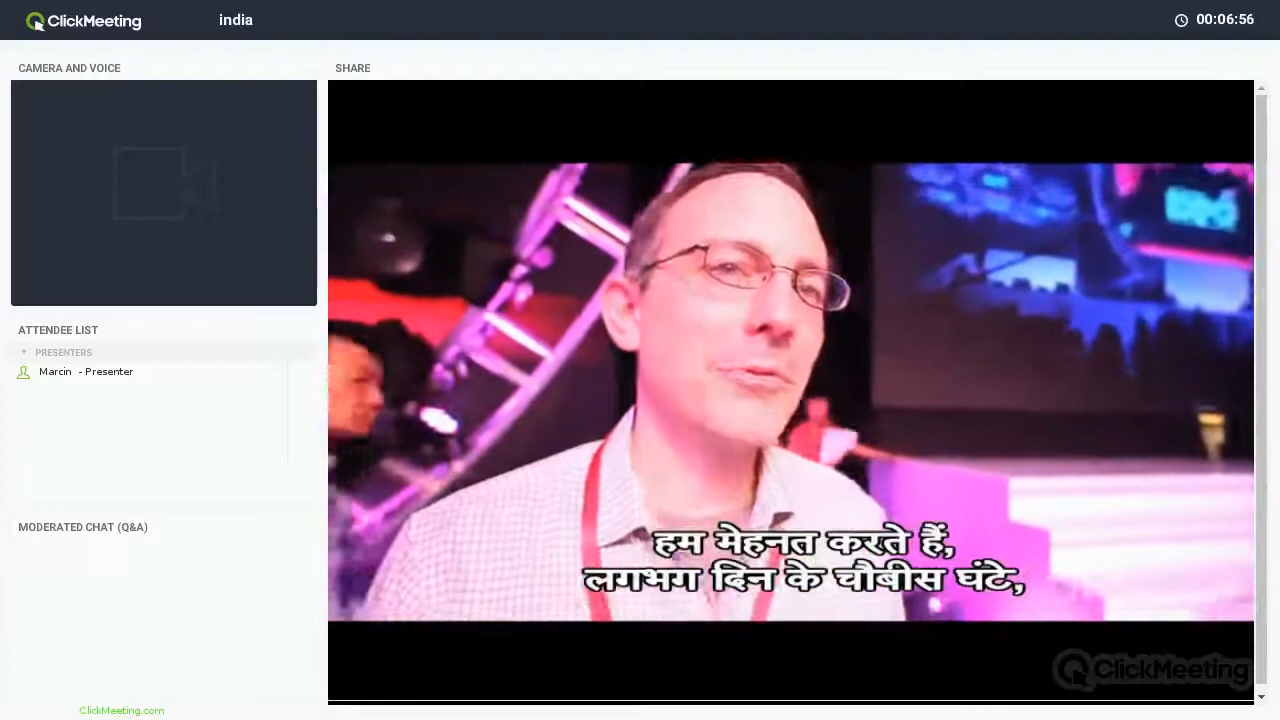 ClickMeeting
india
00:06:56
CAMERA AND VOICE
SHARE
ATTENDEE LIST
PRESENTERS
Marcin - Presenter
हम मेहनत करते हैं,
लगभग दिन के चौबीस घंटे,
MODERATED CHAT (Q&A)
ClickMeeting
ClickMeeting.com